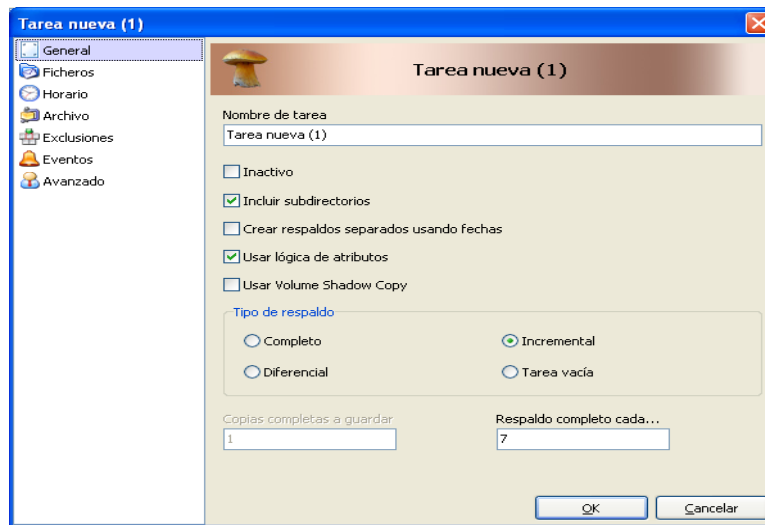 Tarea nueva (1)
General
Ficheros
Horario
Archivo
Exclusiones
Eventos
Avanzado
Tarea nueva (1)
Nombre de tarea
Tarea nueva (1)
Inactivo
Incluir subdirectorios
Crear respaldos separados usando fechas
Usar lógica de atributos
Usar Volume Shadow Copy
Tipo de respaldo
Completo
Incremental
Diferencial
Tarea vacía
Copias completas a guardar
Respaldo completo cada...
1
7
OK
Cancelar